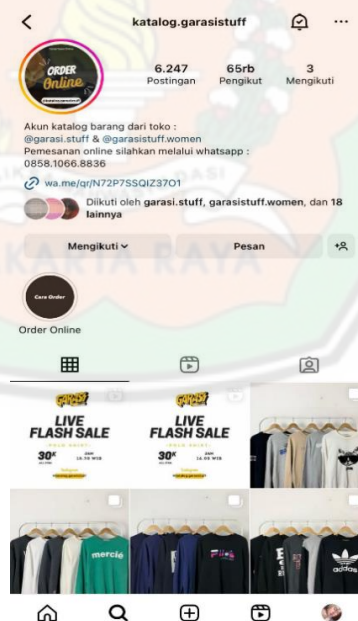 katalog.garasistuff
ORDER
Online
6.247
65rb
3
Postingan
Pengikut
Mengikuti
Akun katalog barang dari toko :
@garasi.stuff & @garasistuff.women
Pemesanan online silahkan melalui whatsapp :
0858.1066.8836
wa.me/qr/N72P7SSQIZ37O1
Diikuti oleh garasi.stuff, garasistuff.women, dan 18
lainnya
Mengikuti
Pesan
Cara Order
Order Online
GARASI
LIVE
FLASH SALE
30K
GARASI
LIVE
FLASH SALE
30K
mercié
adidas
KARTA RAYA